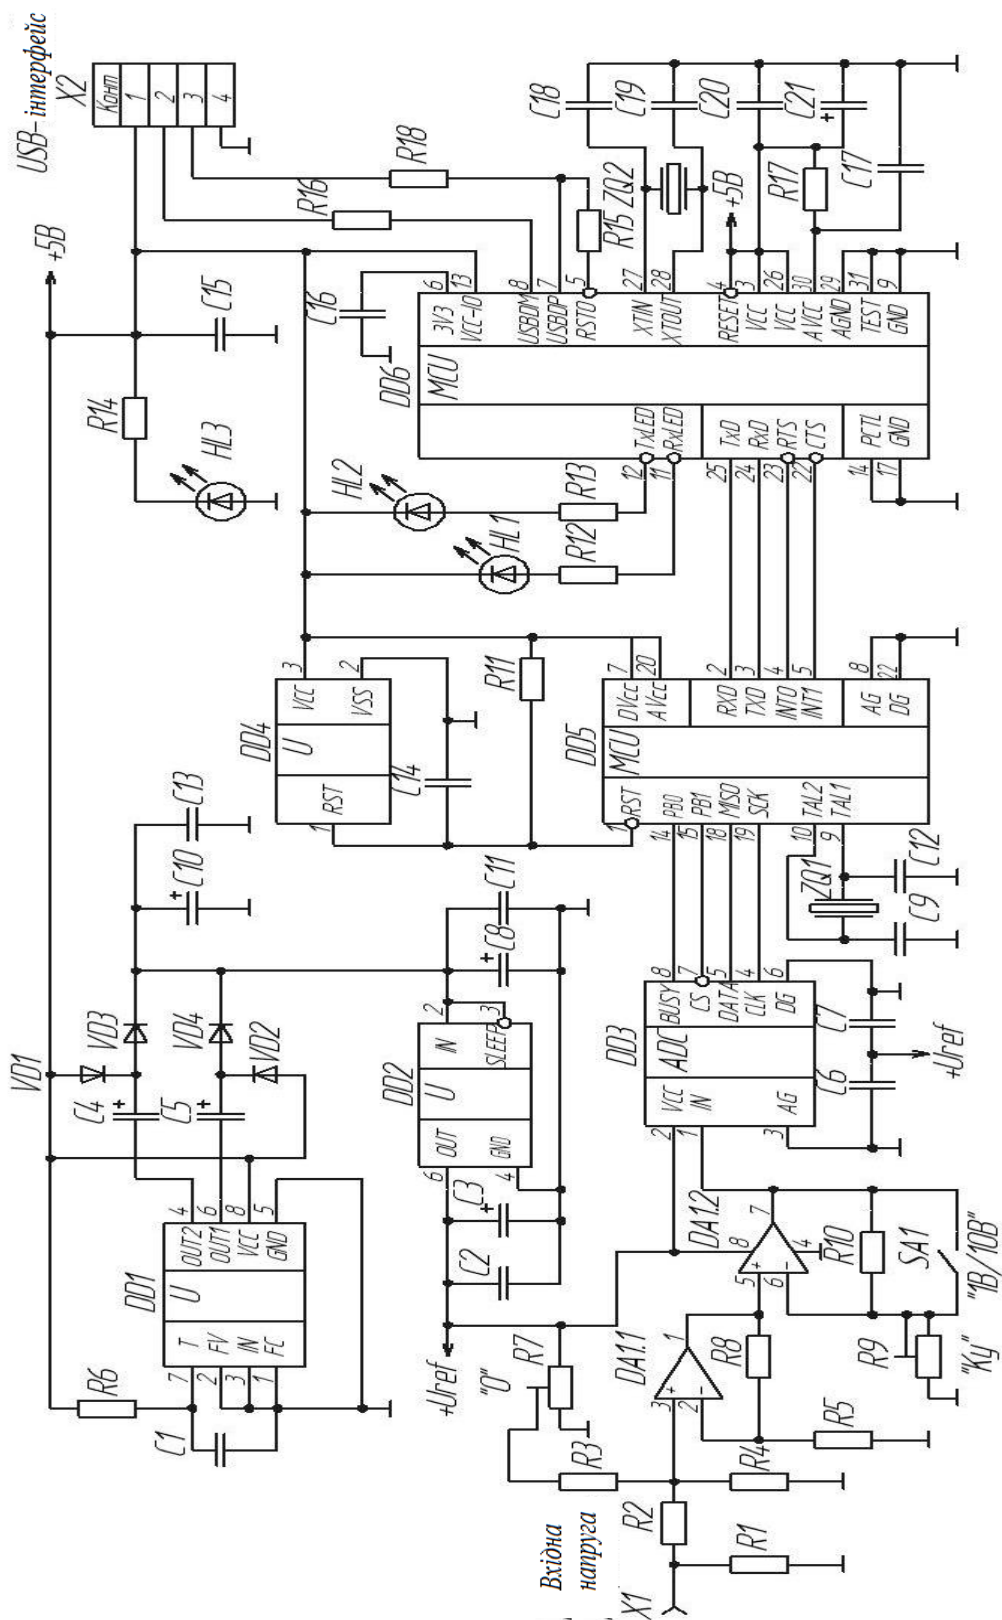 USB-інтерфейс
X2
Конт
1
2
3
4
+5В
R14
HL3
C15
R16
R18
C16
HL2
HL1
R13
R12
DD6
MCU
6
3V3
13
VCC-IO
8
USBDM
7
USBDP
5
RSTO
27
XTIN
28
XTOUT
4
RESET
3
VCC
26
VCC
30
AVCC
29
AGND
31
TEST
9
GND
12
TxLED
11
RxLED
25
TxD
24
RxD
23
RTS
22
CTS
14
PCTL
17
GND
R15
ZQ2
+5В
R17
C18
C19
C20
C21
+
C17
DD4
U
VCC
3
VSS
2
RST
1
C14
R11
DD5
MCU
DVcc
7
AVcc
20
RXD
2
TXD
3
INT0
4
INT1
5
AG
8
DG
22
1
RST
14
PB0
15
PB1
18
MISO
19
SCK
10
TAL2
9
TAL1
ZQ1
C9
C12
VD1
VD3
VD4
VD2
C4
+
C5
+
C10
+
C13
DD1
U
OUT2
4
OUT1
6
VCC
8
GND
5
7
T
2
FV
3
IN
1
FC
R6
C1
DD2
U
IN
2
SLEEP
3
6
OUT
4
GND
C8
+
C11
C3
+
C2
+Uref
DD3
ADC
BUSY
8
CS
7
DATA
5
CLK
4
DG
6
2
VCC
1
IN
3
AG
C6
C7
+Uref
DA1.2
5
+
6
-
7
8
4
R10
SA1
"1В/10В"
R9
"Ку"
DA1.1
3
+
2
-
1
R8
R5
R7
"0"
R3
R4
R2
R1
Вхідна
напруга
X1